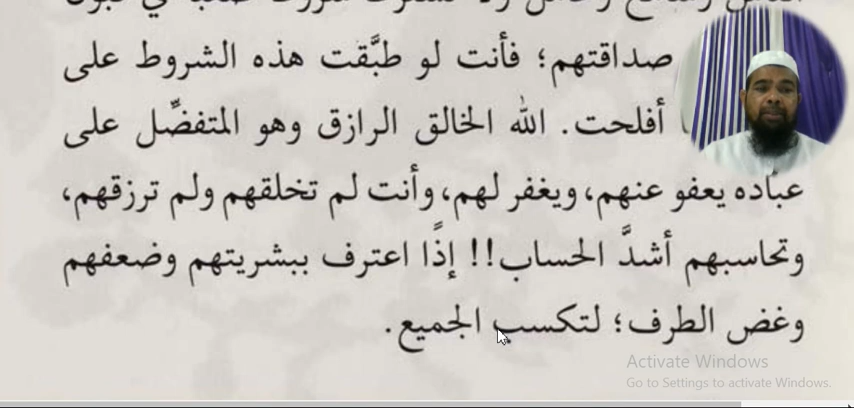 صداقتهم؛ فأنت لو طبَّقت هذه الشروط على
أفلحت. الله الخالق الرازق وهو المتفضِّل على
عباده يعفو عنهم، ويغفر لهم، وأنت لم تخلقهم ولم ترزقهم،
وتحاسبهم أشدَّ الحساب!! إذًا اعترف ببشريتهم وضعفهم
وغض الطرف؛ لتكسب الجميع.
Activate Windows
Go to Settings to activate Windows.